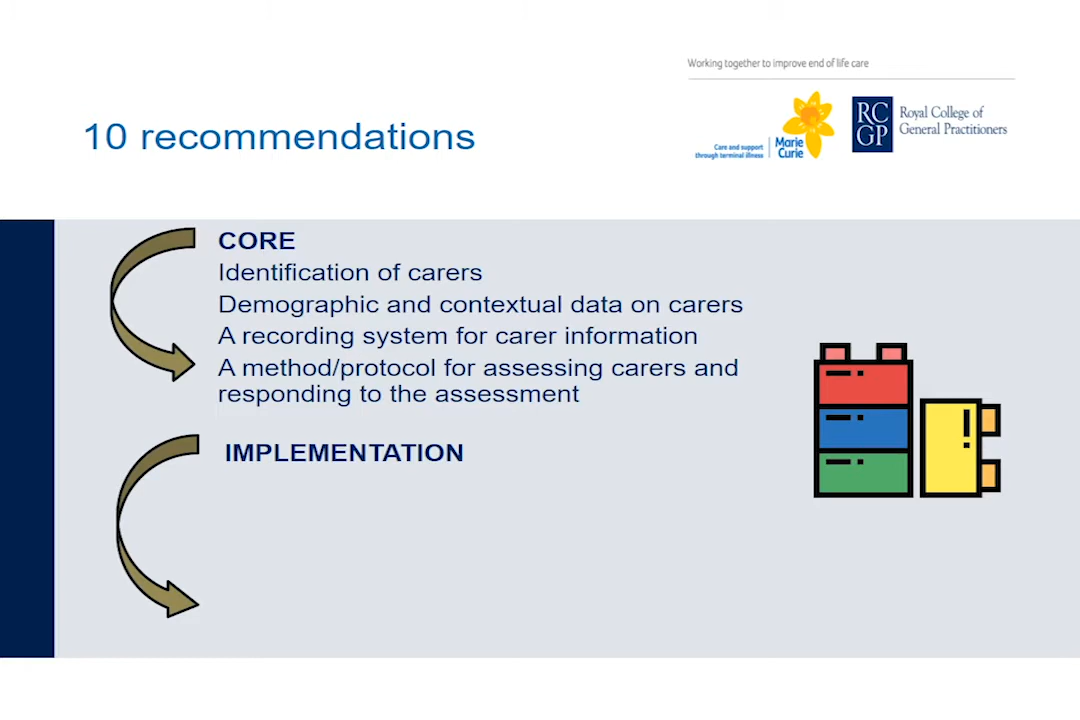 Working together to improve end of life care
10 recommendations
Care and support
through terminal illness
Marie
Curie
RC
GP
Royal College of
General Practitioners
CORE
Identification of carers
Demographic and contextual data on carers
A recording system for carer information
A method/protocol for assessing carers and
responding to the assessment
IMPLEMENTATION